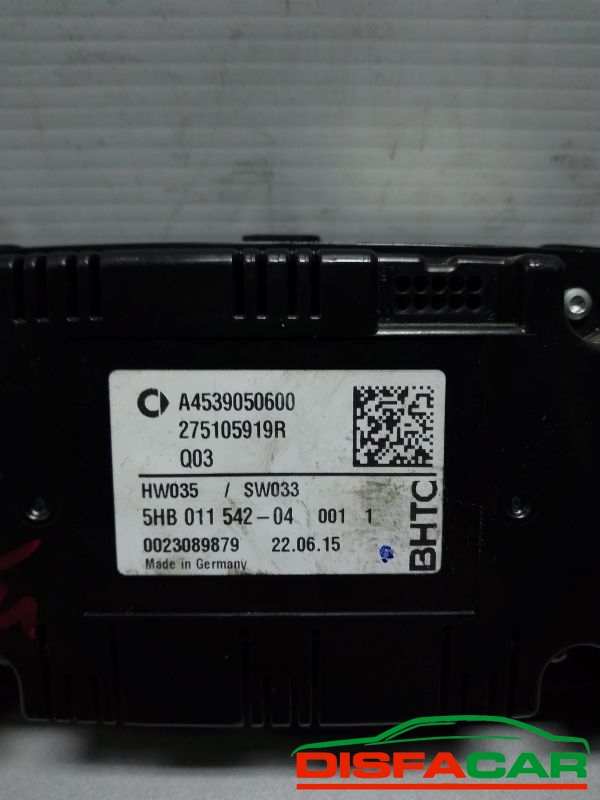 A4539050600
275105919R
Q03
HW035 / SW033
5HB 011 542-04 001 1
0023089879 22.06.15
Made in Germany
BHTC
DISFACAR